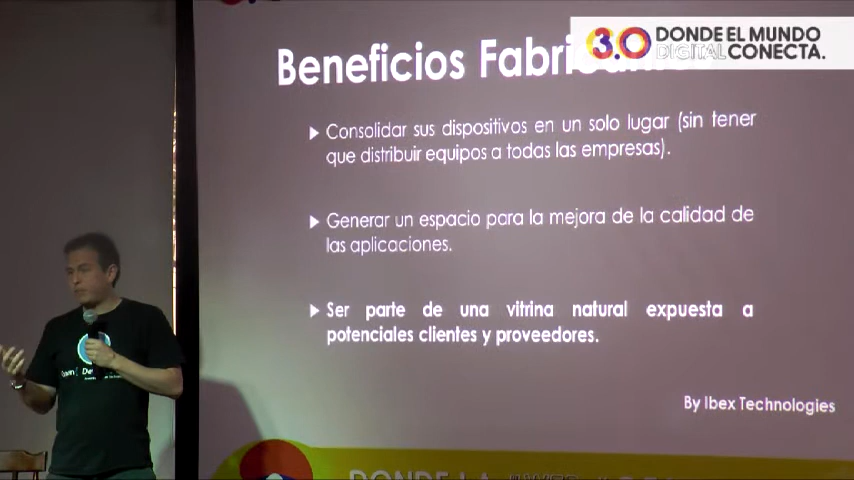 3.0 DONDE EL MUNDO
DIGITAL CONECTA.
Beneficios
Consolidar sus dispositivos en un solo lugar (sin tener
que distribuir equipos a todas las empresas).
Generar un espacio para la mejora de la calidad de
las aplicaciones.
Ser parte de una vitrina natural expuesta a
potenciales clientes y proveedores.
By Ibex Technologies
DONDE LA